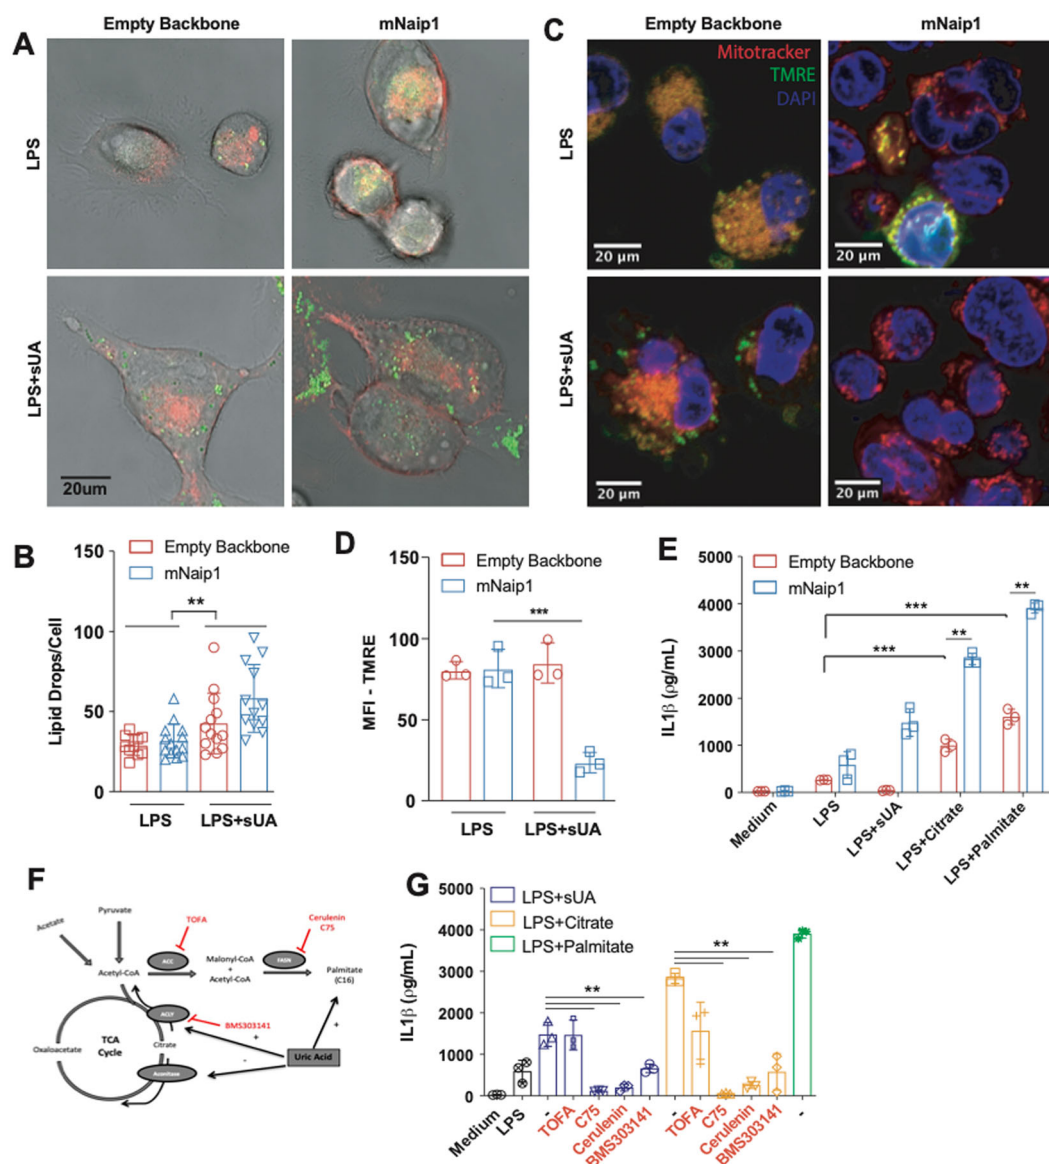 Empty Backbone
mNaip1
Empty Backbone
mNaip1
A
C
LPS
LPS+sUA
20um
Mitotracker
TMRE
DAPI
LPS
LPS+sUA
20 µm
20 µm
20 µm
20 µm
B
Empty Backbone
mNaip1
Lipid Drops/Cell
150
100
50
0
**
LPS
LPS+sUA
D
Empty Backbone
mNaip1
MFI - TMRE
150
100
50
0
***
LPS
LPS+sUA
E
Empty Backbone
mNaip1
IL1β (ρg/mL)
5000
4000
3000
2000
1000
0
***
**
***
**
Medium
LPS
LPS+sUA
LPS+Citrate
LPS+Palmitate
F
Acetate
Pyruvate
TOFA
Cerulenin
C75
Acetyl-CoA
ACC
Malonyl-CoA
+
Acetyl-CoA
FASN
Palmitate
(C16)
ACLY
BMS303141
+
+
-
Oxaloacetate
TCA
Cycle
Citrate
Uric Acid
Aconitase
G
LPS+sUA
LPS+Citrate
LPS+Palmitate
IL1β (ρg/mL)
5000
4000
3000
2000
1000
0
**
**
Medium
LPS
-
TOFA
C75
Cerulenin
BMS303141
-
TOFA
C75
Cerulenin
BMS303141
-